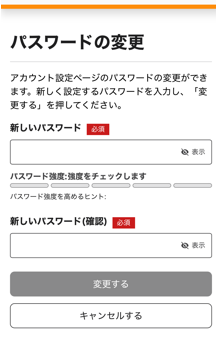 パスワードの変更
アカウント設定ページのパスワードの変更ができ
ます。新しく設定するパスワードを入力し、「変
更する」を押してください。
新しいパスワード 必須
表示
パスワード強度:強度をチェックします
パスワード強度を高めるヒント:
新しいパスワード(確認) 必須
表示
変更する
キャンセルする